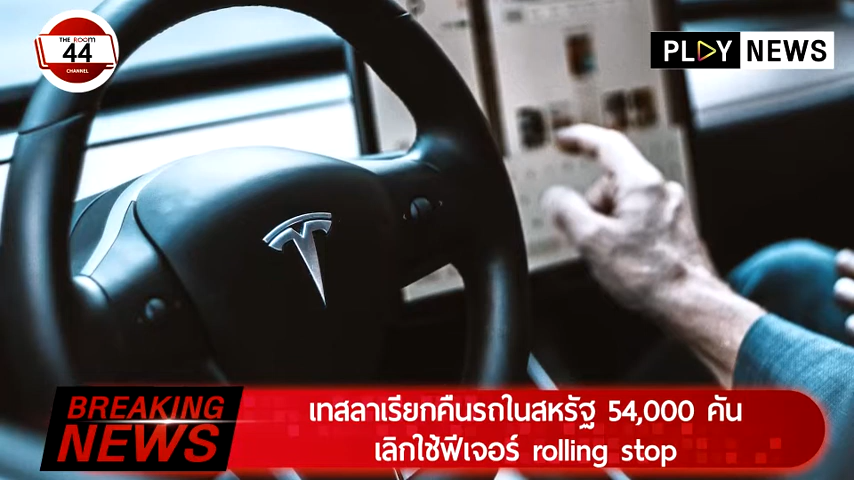 THE ROOM
44
CHANNEL
PLAY NEWS
BREAKING
NEWS
เทสลาเรียกคืนรถในสหรัฐ 54,000 คัน
เลิกใช้ฟีเจอร์ rolling stop